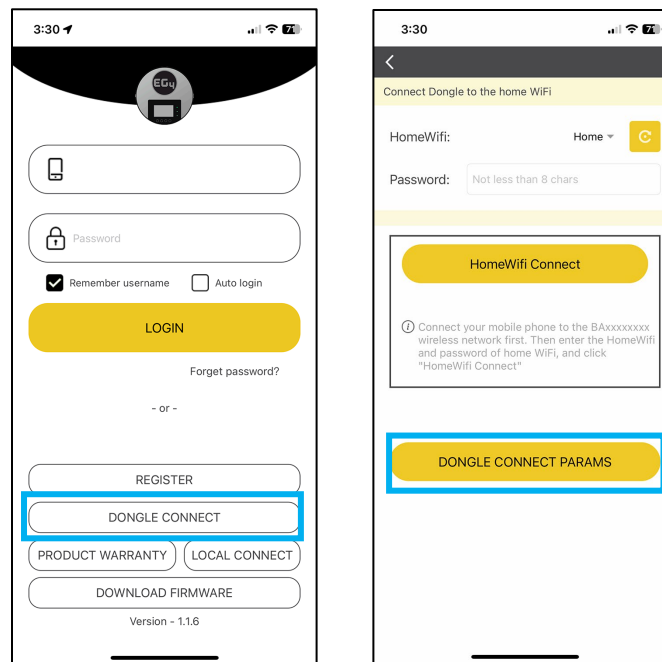 3:30
71
EG4
Password
Remember username
Auto login
LOGIN
Forget password?
- or -
REGISTER
DONGLE CONNECT
PRODUCT WARRANTY
LOCAL CONNECT
DOWNLOAD FIRMWARE
Version - 1.1.6
3:30
71
Connect Dongle to the home WiFi
HomeWifi:
Home
Password:
Not less than 8 chars
HomeWifi Connect
Connect your mobile phone to the BAxxxxxxxx
wireless network first. Then enter the HomeWifi
and password of home WiFi, and click
"HomeWifi Connect"
DONGLE CONNECT PARAMS